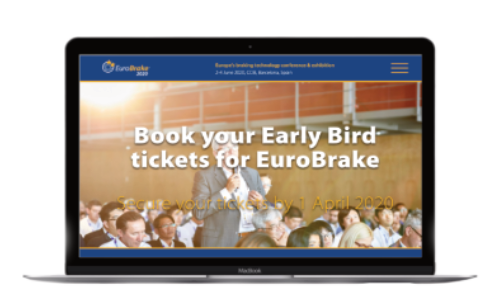 EuroBrake
2020
Europe's braking technology conference & exhibition
2-4 June 2020, CCIB, Barcelona, Spain
Book your Early Bird
tickets for EuroBrake
Secure your tickets by 1 April 2020
MacBook